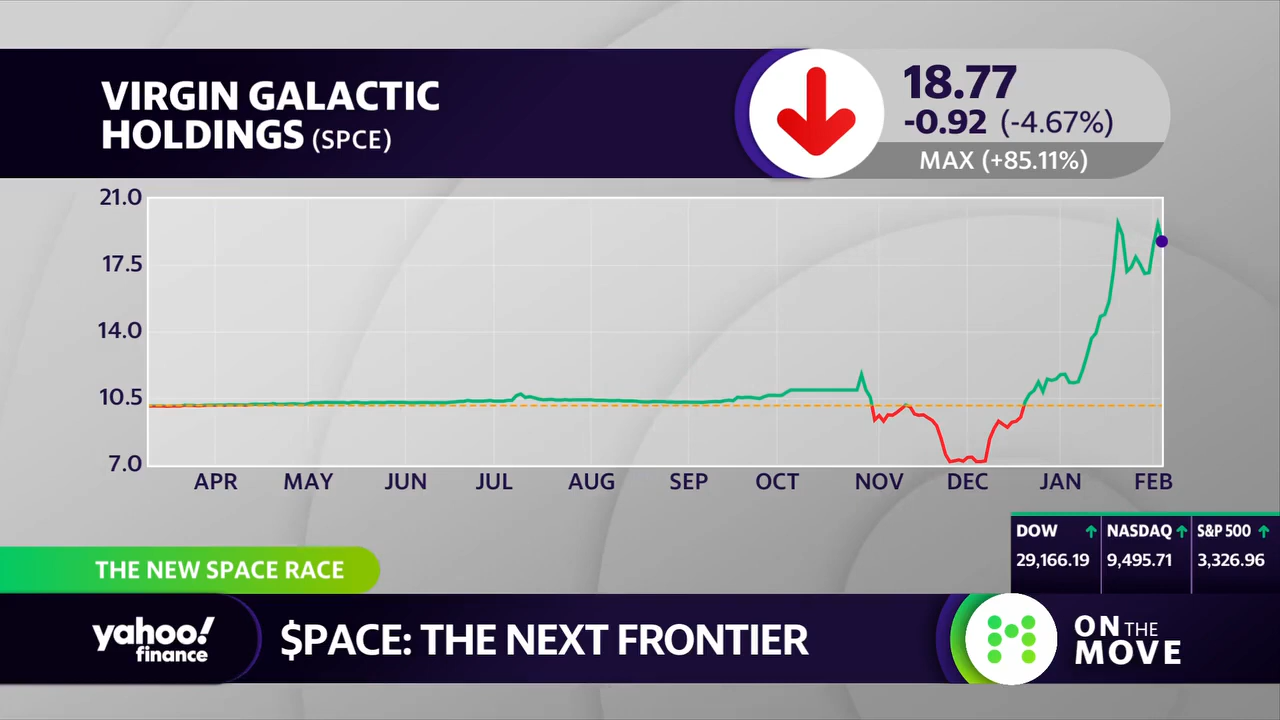 VIRGIN GALACTIC
HOLDINGS (SPCE)
18.77
-0.92 (-4.67%)
MAX (+85.11%)
21.0
17.5
14.0
10.5
7.0
APR MAY JUN JUL AUG SEP OCT NOV DEC JAN FEB
DOW NASDAQ S&P 500
29,166.19 9,495.71 3,326.96
THE NEW SPACE RACE
yahoo!
finance
$PACE: THE NEXT FRONTIER
ON THE
MOVE